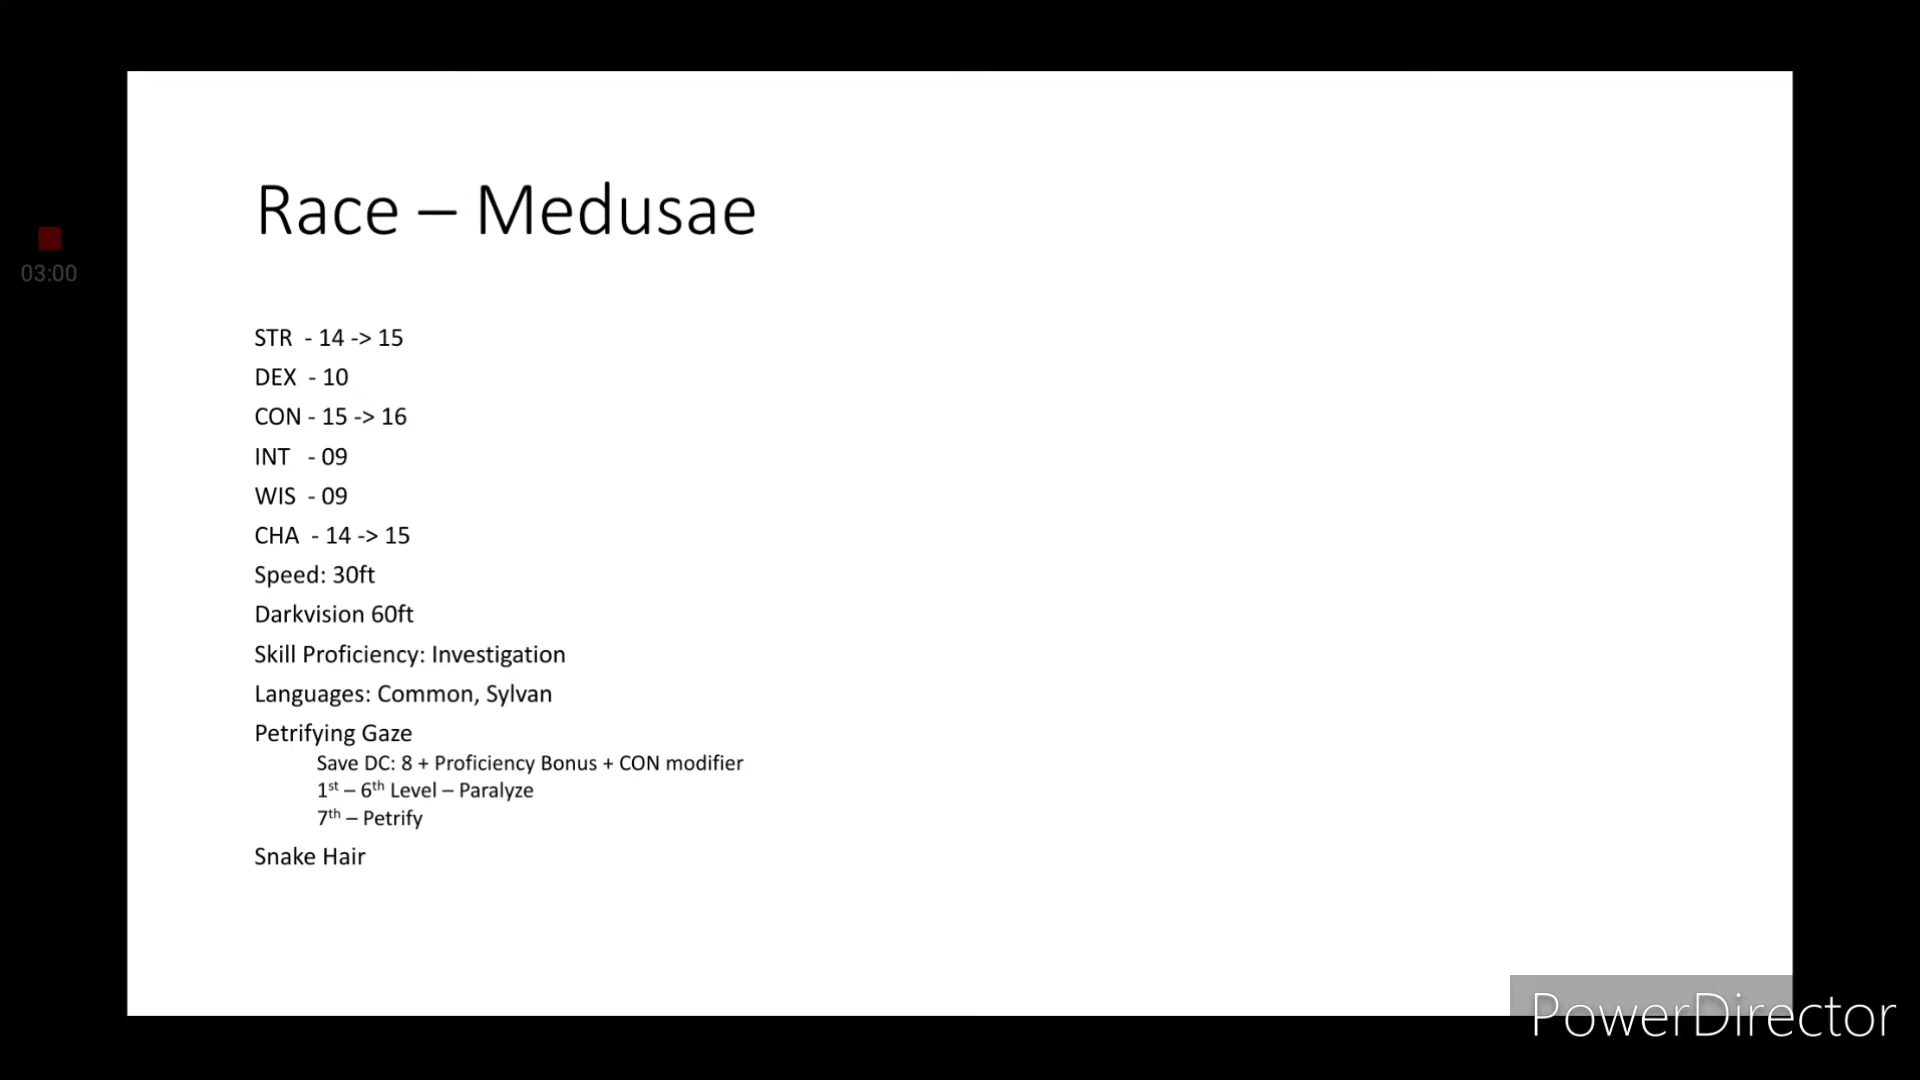 Race – Medusae
03:00
STR - 14 -> 15
DEX - 10
CON - 15 -> 16
INT - 09
WIS - 09
CHA - 14 -> 15
Speed: 30ft
Darkvision 60ft
Skill Proficiency: Investigation
Languages: Common, Sylvan
Petrifying Gaze
Save DC: 8 + Proficiency Bonus + CON modifier
1st – 6th Level – Paralyze
7th – Petrify
Snake Hair
PowerDirector